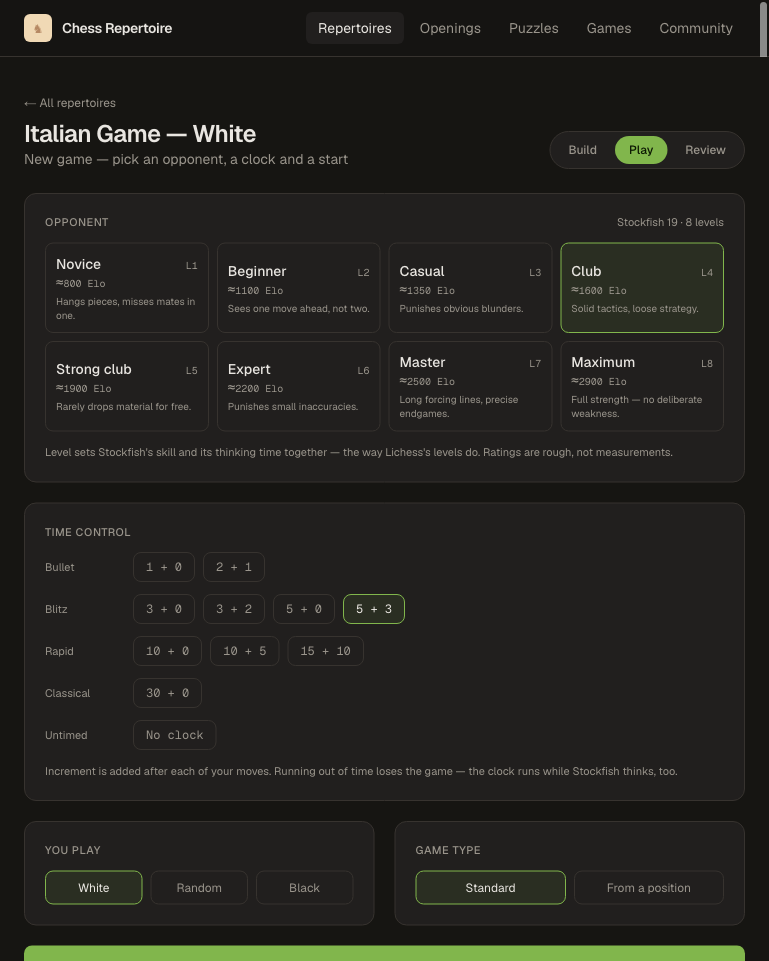 Chess Repertoire
Repertoires
Openings
Puzzles
Games
Community
← All repertoires
Italian Game — White
New game — pick an opponent, a clock and a start
Build
Play
Review
OPPONENT
Stockfish 19 · 8 levels
Novice L1
≈800 Elo
Hangs pieces, misses mates in
one.
Beginner L2
≈1100 Elo
Sees one move ahead, not two.
Casual L3
≈1350 Elo
Punishes obvious blunders.
Club L4
≈1600 Elo
Solid tactics, loose strategy.
Strong club L5
≈1900 Elo
Rarely drops material for free.
Expert L6
≈2200 Elo
Punishes small inaccuracies.
Master L7
≈2500 Elo
Long forcing lines, precise
endgames.
Maximum L8
≈2900 Elo
Full strength — no deliberate
weakness.
Level sets Stockfish's skill and its thinking time together — the way Lichess's levels do. Ratings are rough, not measurements.
TIME CONTROL
Bullet 1 + 0 2 + 1
Blitz 3 + 0 3 + 2 5 + 0 5 + 3
Rapid 10 + 0 10 + 5 15 + 10
Classical 30 + 0
Untimed No clock
Increment is added after each of your moves. Running out of time loses the game — the clock runs while Stockfish thinks, too.
YOU PLAY
White Random Black
GAME TYPE
Standard From a position